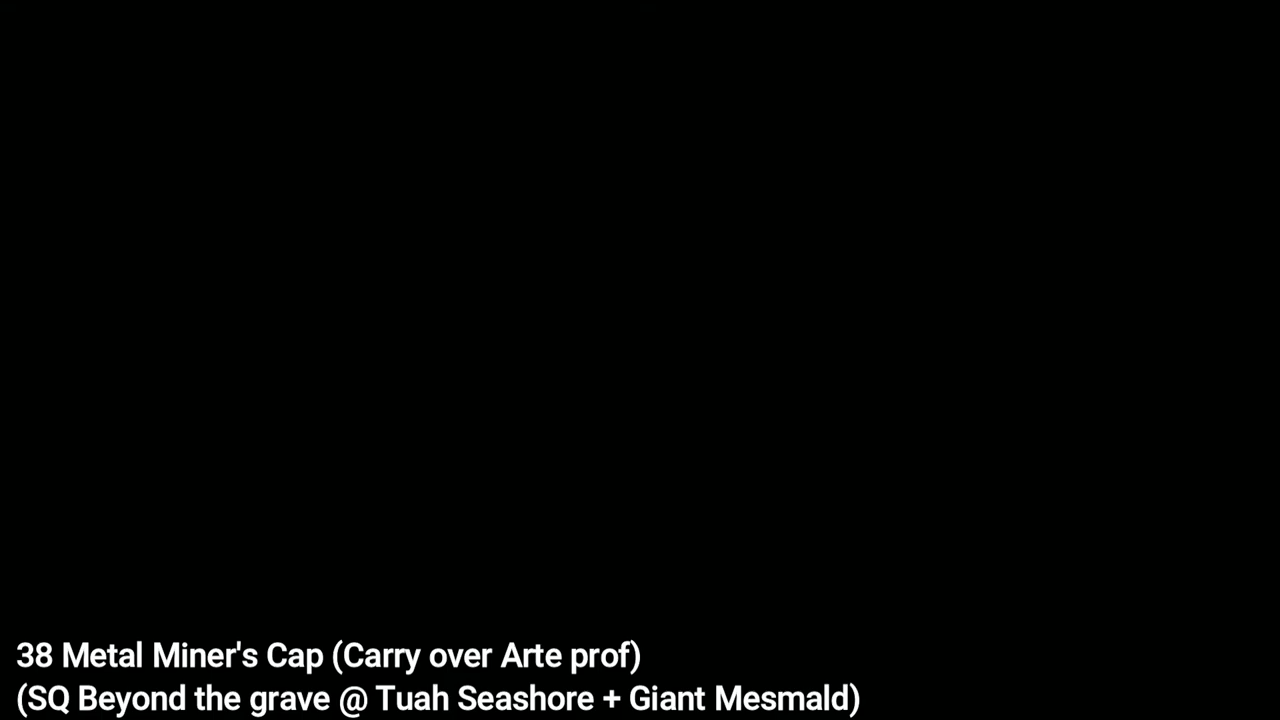 38 Metal Miner's Cap (Carry over Arte prof)
(SQ Beyond the grave @ Tuah Seashore + Giant Mesmald)